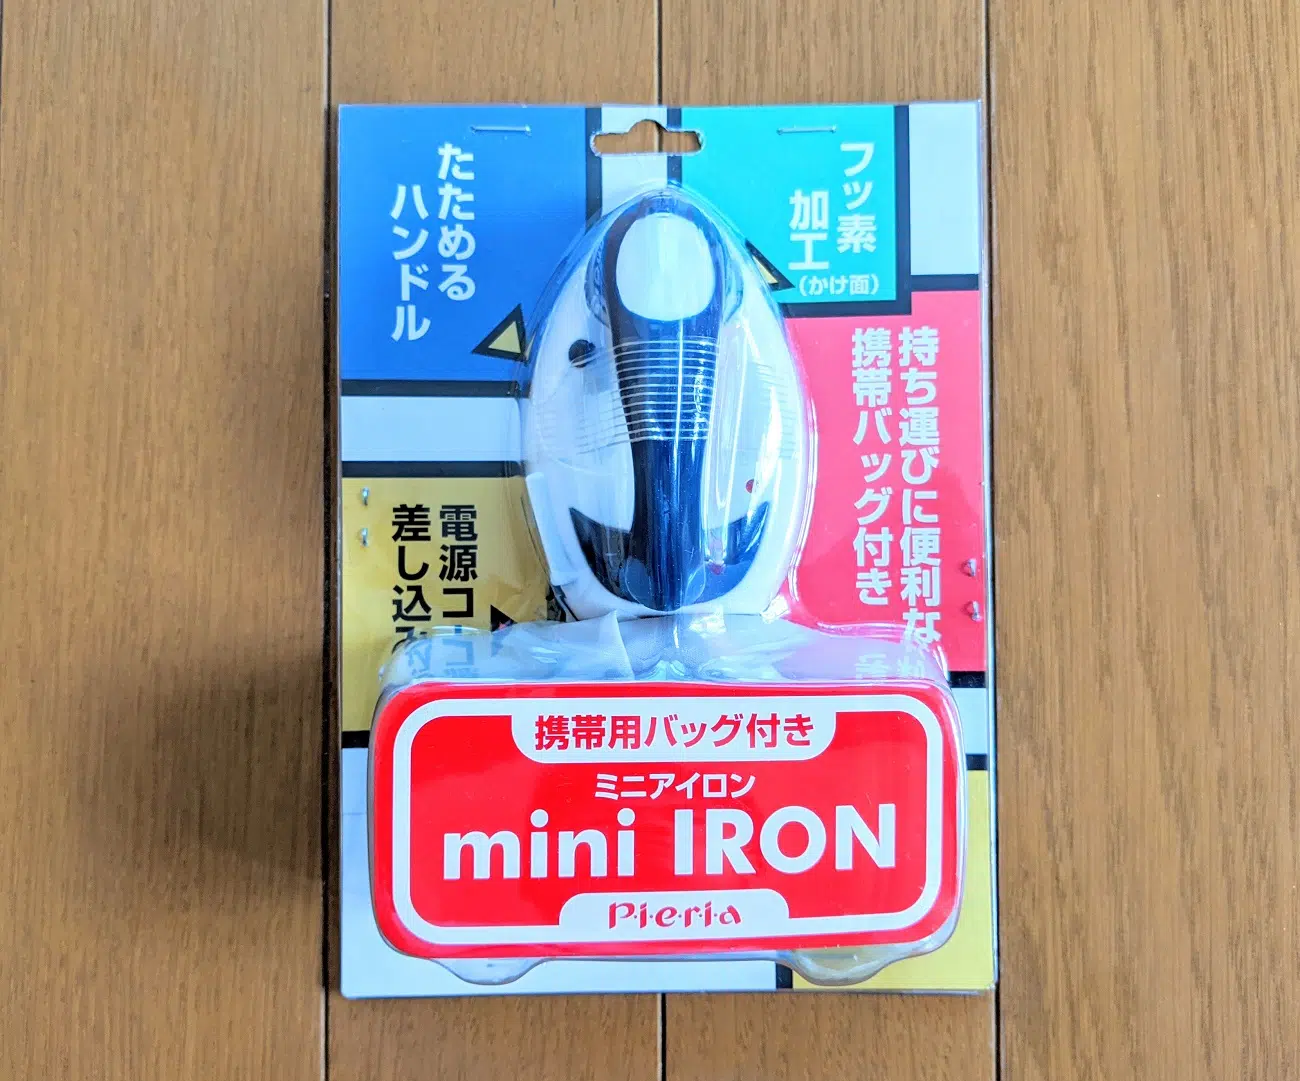 たためる
ハンドル
フッ素
加工
(かけ面)
持ち運びに便利な
携帯バッグ付き
電源コー
差し込み
携帯用バッグ付き
ミニアイロン
mini IRON
Pieria